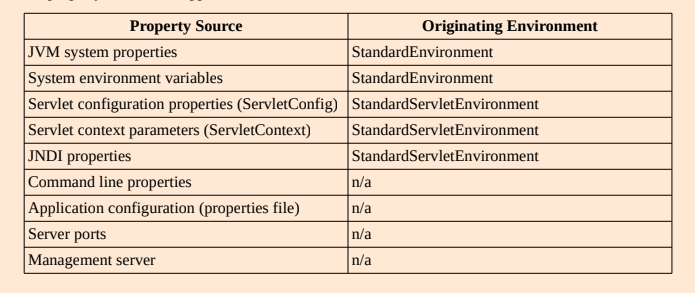 Property Source Originating Environment
JVM system properties StandardEnvironment
System environment variables StandardEnvironment
Servlet configuration properties (ServletConfig) StandardServletEnvironment
Servlet context parameters (ServletContext) StandardServletEnvironment
JNDI properties StandardServletEnvironment
Command line properties n/a
Application configuration (properties file) n/a
Server ports n/a
Management server n/a